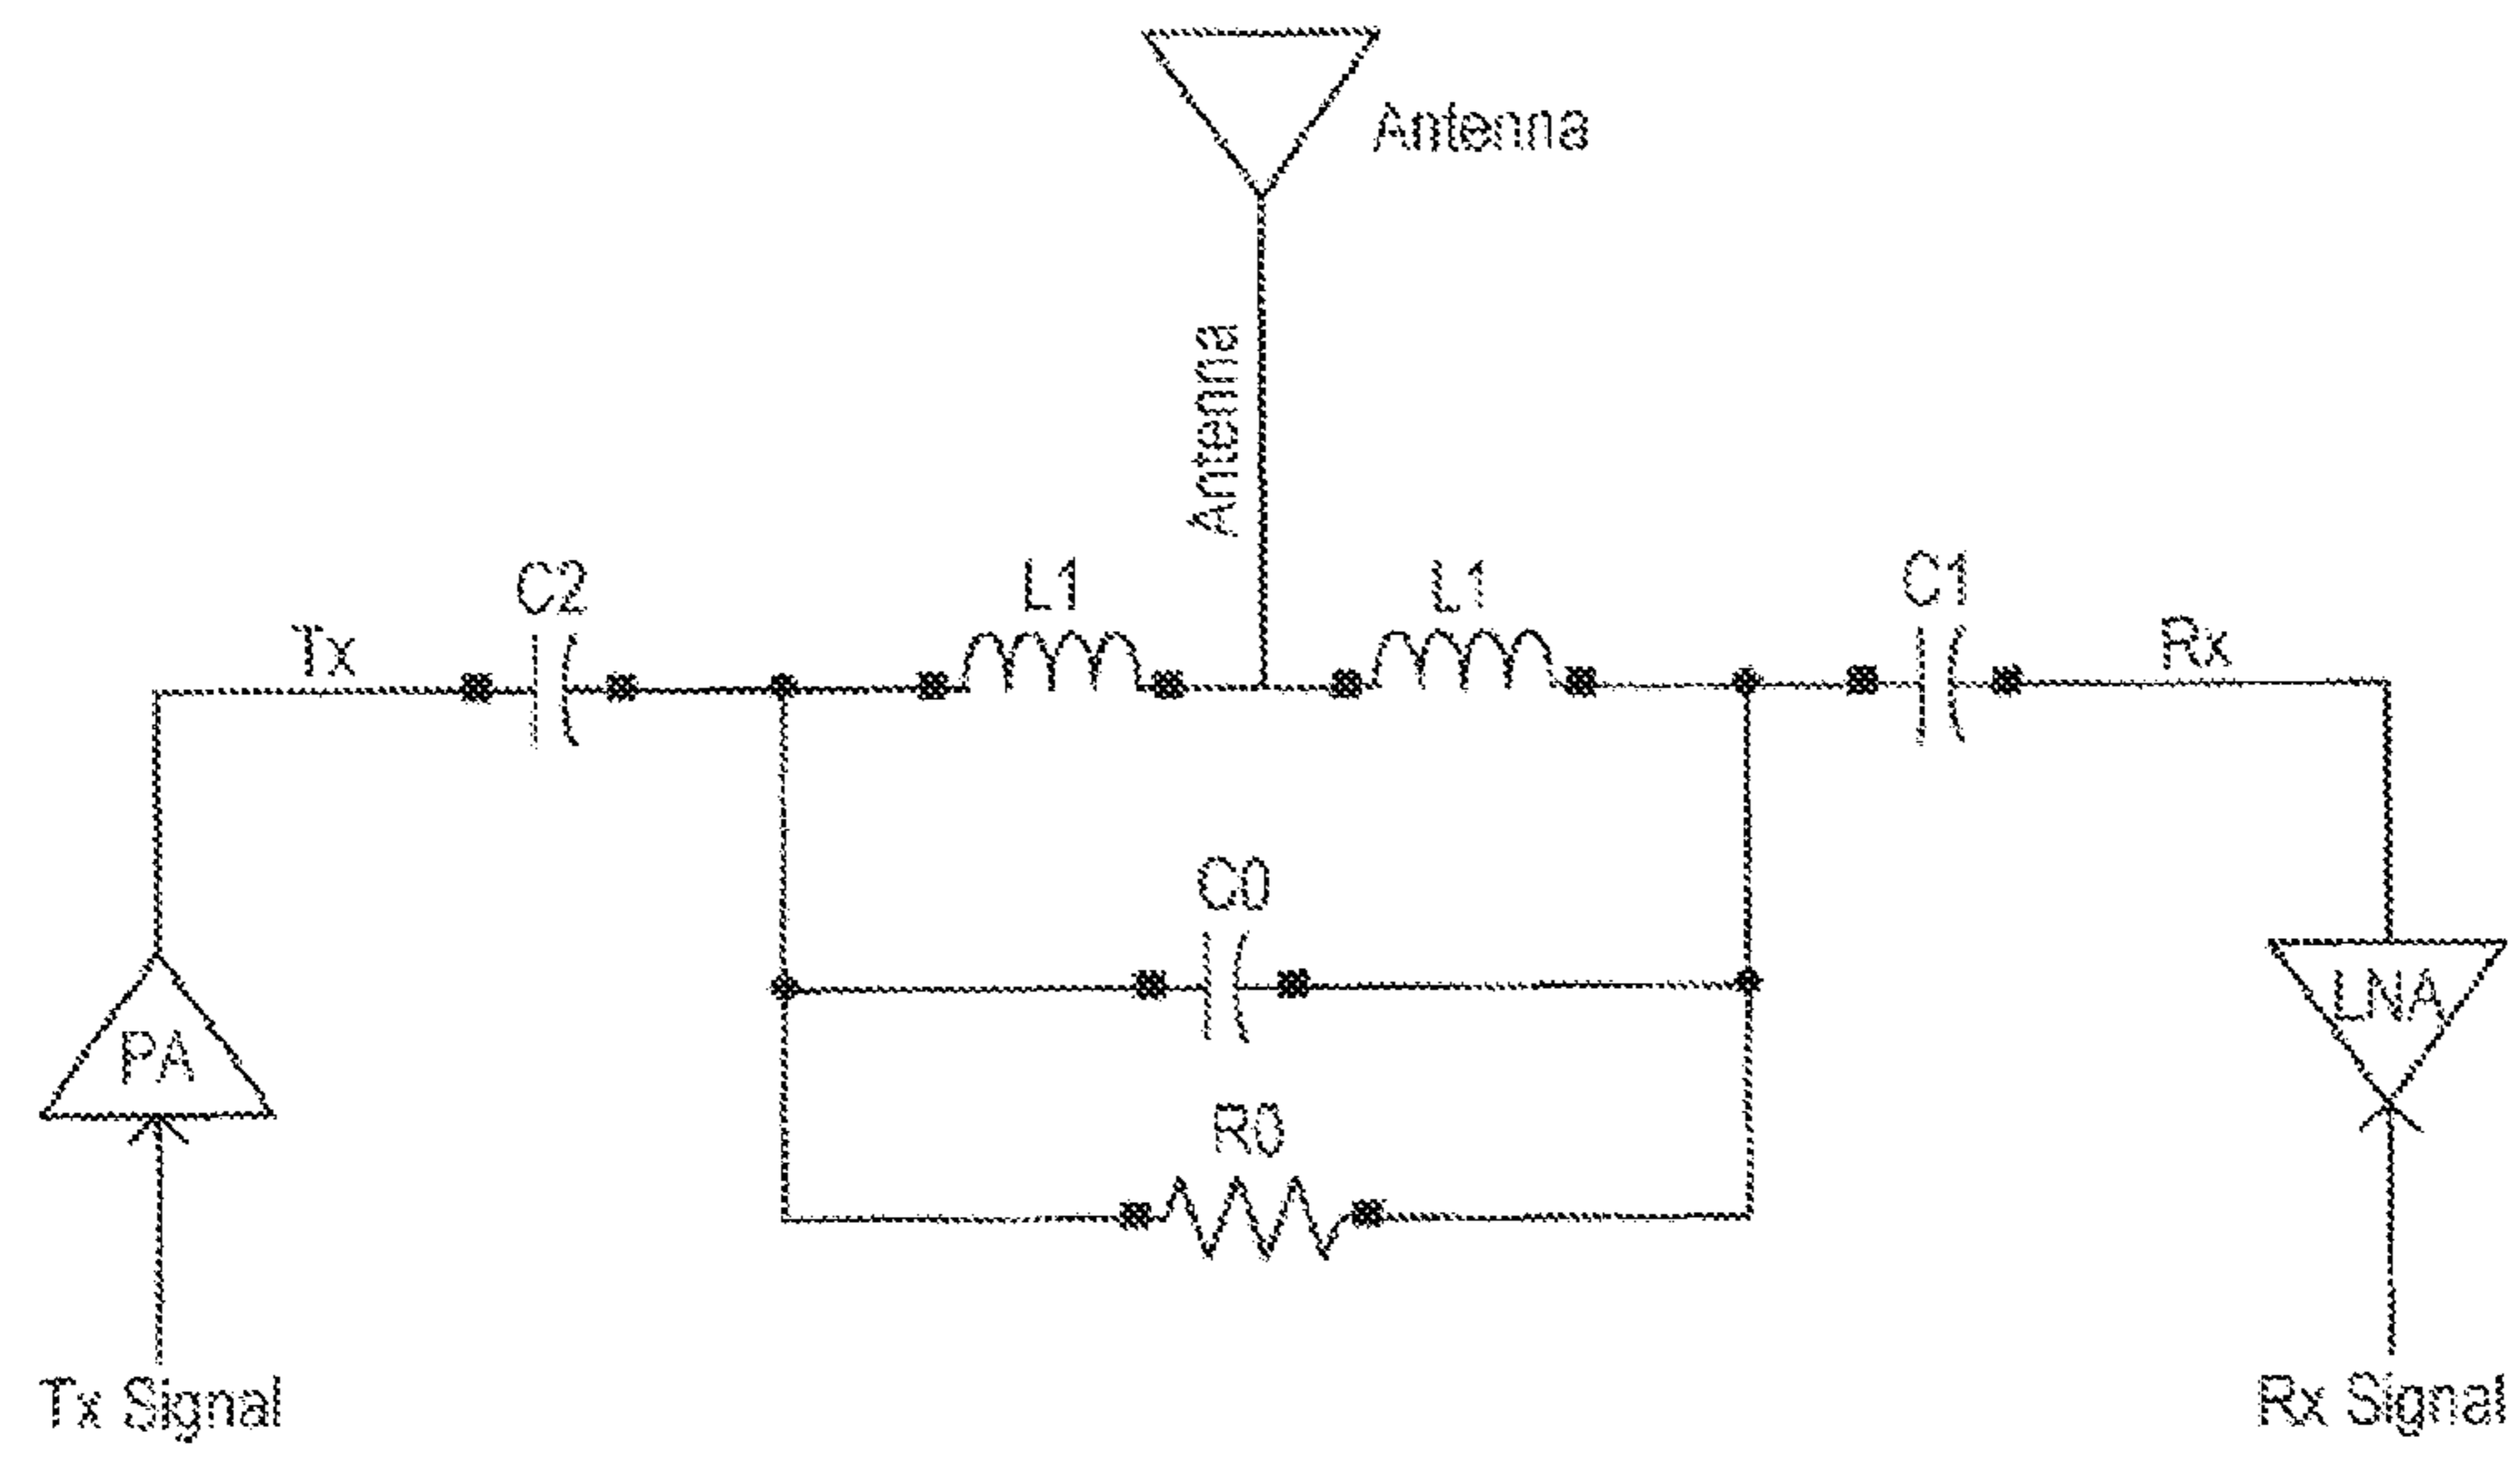 Antenna
Antenna
C2
L1
L1
C1
Tx
Rx
C0
PA
LNA
R0
Tx Signal
Rx Signal